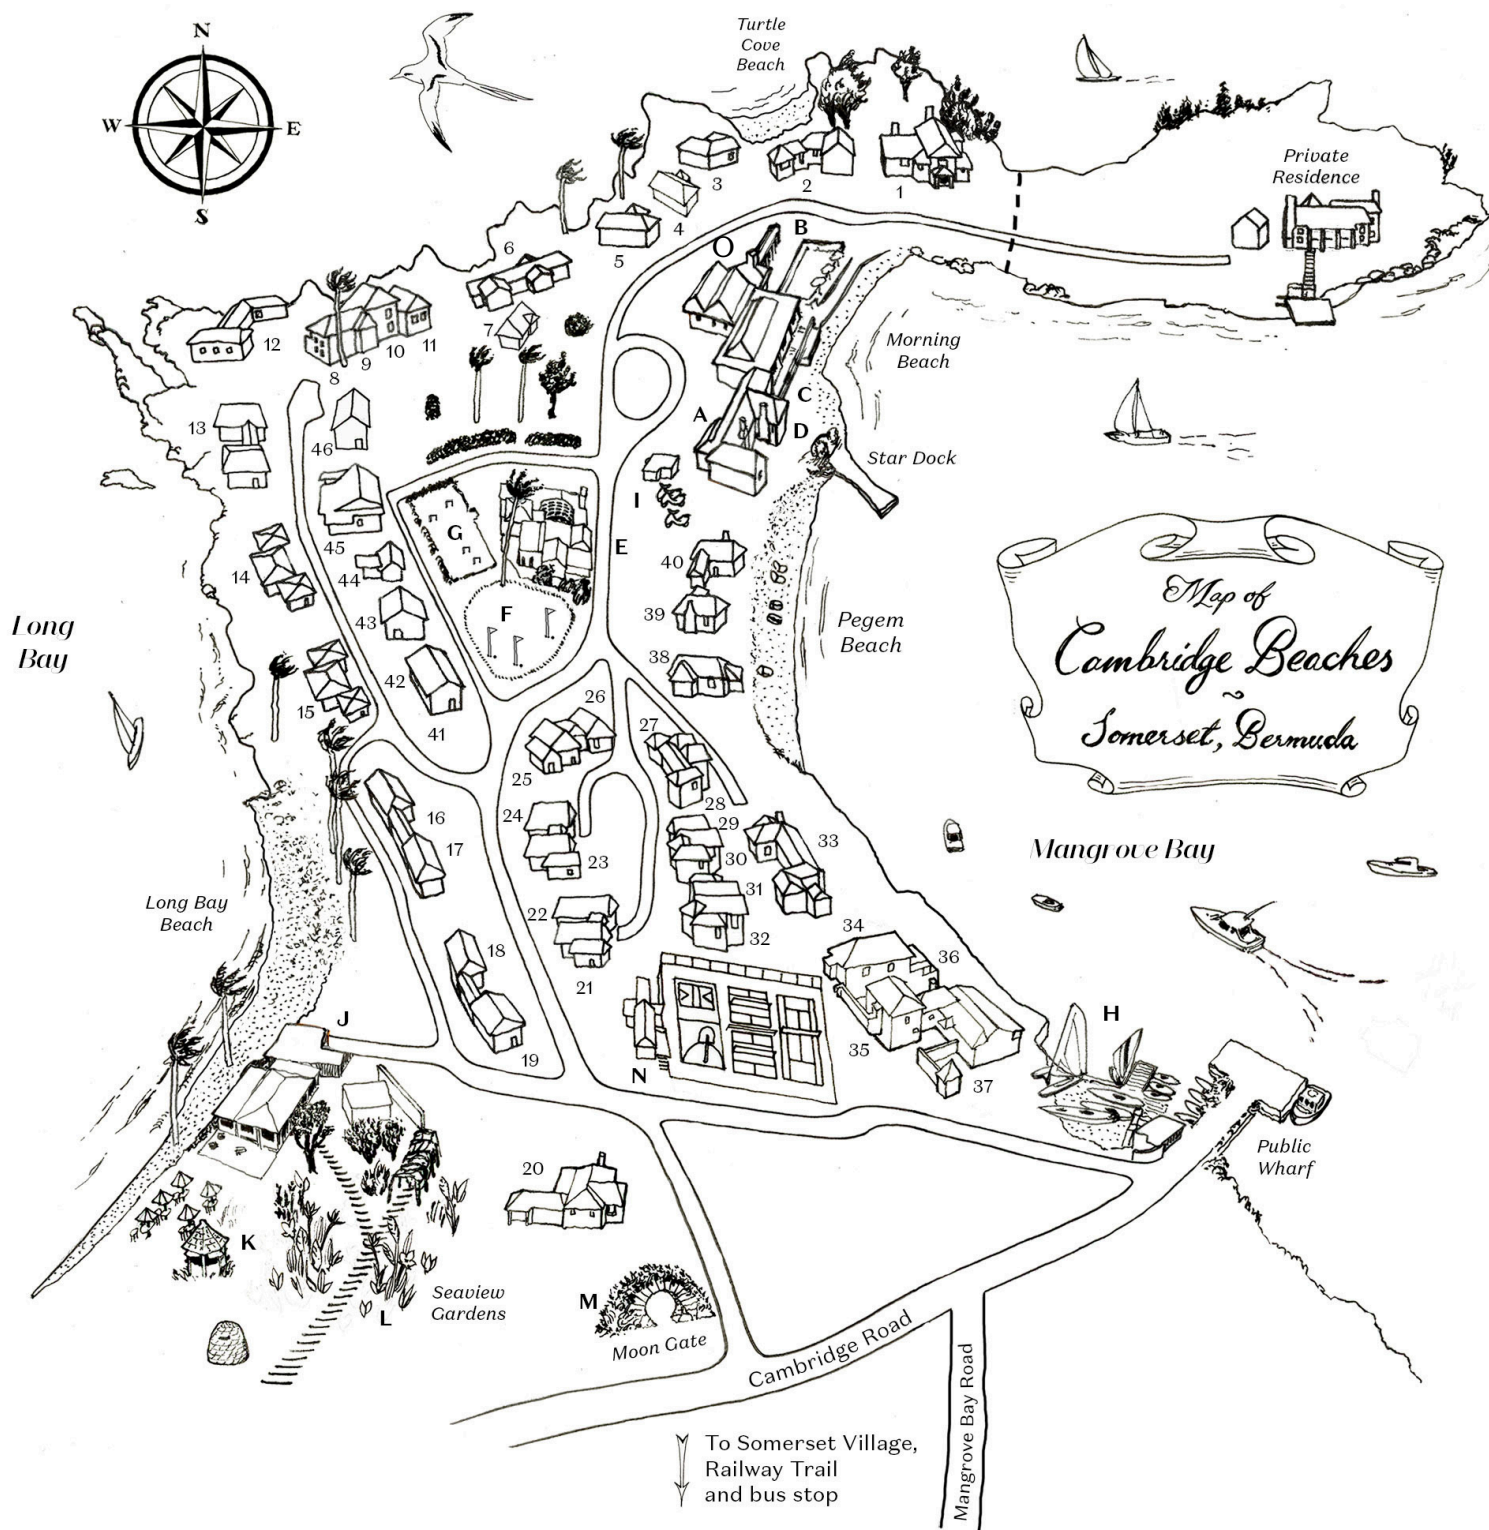 N
W
E
S
Turtle
Cove
Beach
Private
Residence
3
2
1
4
5
B
O
6
7
12
11
10
9
8
Morning
Beach
C
A
D
13
46
Star Dock
I
G
45
E
40
44
14
F
39
43
Long
Bay
Pegem
Beach
38
42
15
41
26
27
25
28
24
16
29
33
17
23
30
31
22
32
Map of
Cambridge Beaches
~
Somerset, Bermuda
Mangrove Bay
Long Bay
Beach
34
36
18
21
J
H
35
19
N
37
Public
Wharf
20
K
Seaview
Gardens
L
M
Moon Gate
Cambridge Road
Mangrove Bay Road
To Somerset Village,
Railway Trail
and bus stop